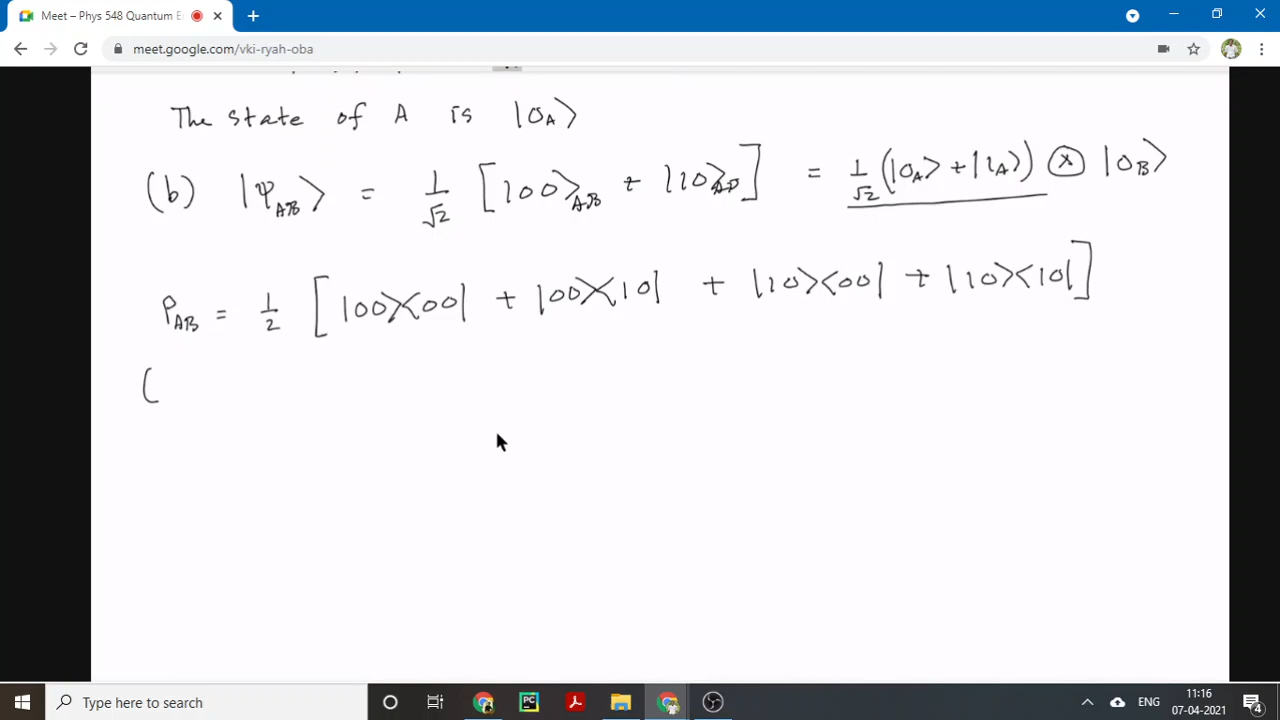 Meet – Phys 548 Quantum E
meet.google.com/vki-ryah-oba
The state of A is |0_A⟩
(b) |Ψ_AB⟩ = 1/√2 [|00⟩_AB + |10⟩_AB] = 1/√2 (|0_A⟩ + |1_A⟩) ⊗ |0_B⟩
ρ_AB = 1/2 [|00⟩⟨00| + |00⟩⟨10| + |10⟩⟨00| + |10⟩⟨10|]
(
Type here to search
PC
ENG
11:16
07-04-2021
4